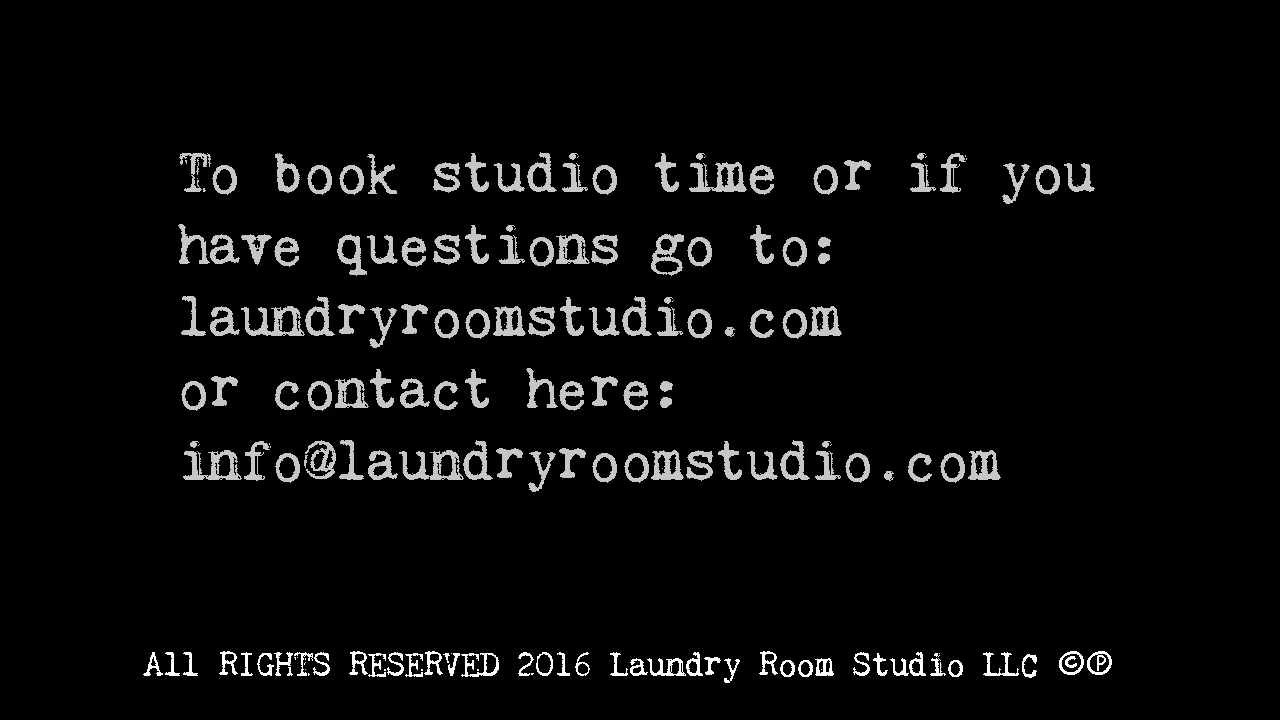 To book studio time or if you
have questions go to:
laundryroomstudio.com
or contact here:
info@laundryroomstudio.com
All RIGHTS RESERVED 2016 Laundry Room Studio LLC ©℗